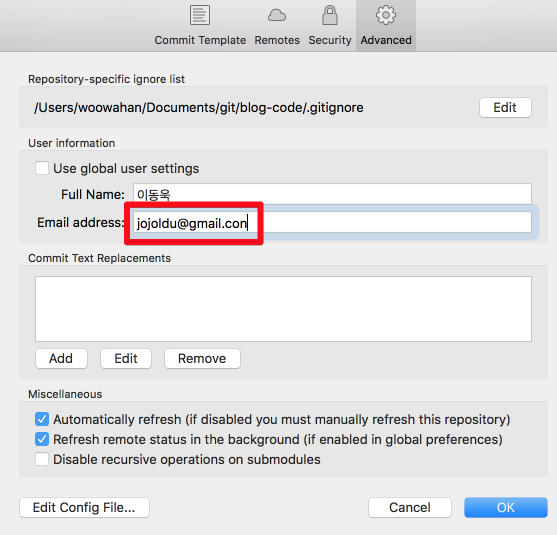 Commit Template Remotes Security Advanced
Repository-specific ignore list
/Users/woowahan/Documents/git/blog-code/.gitignore Edit
User information
Use global user settings
Full Name: 이동욱
Email address: jojoldu@gmail.con
Commit Text Replacements
Add Edit Remove
Miscellaneous
Automatically refresh (if disabled you must manually refresh this repository)
Refresh remote status in the background (if enabled in global preferences)
Disable recursive operations on submodules
Edit Config File... Cancel OK